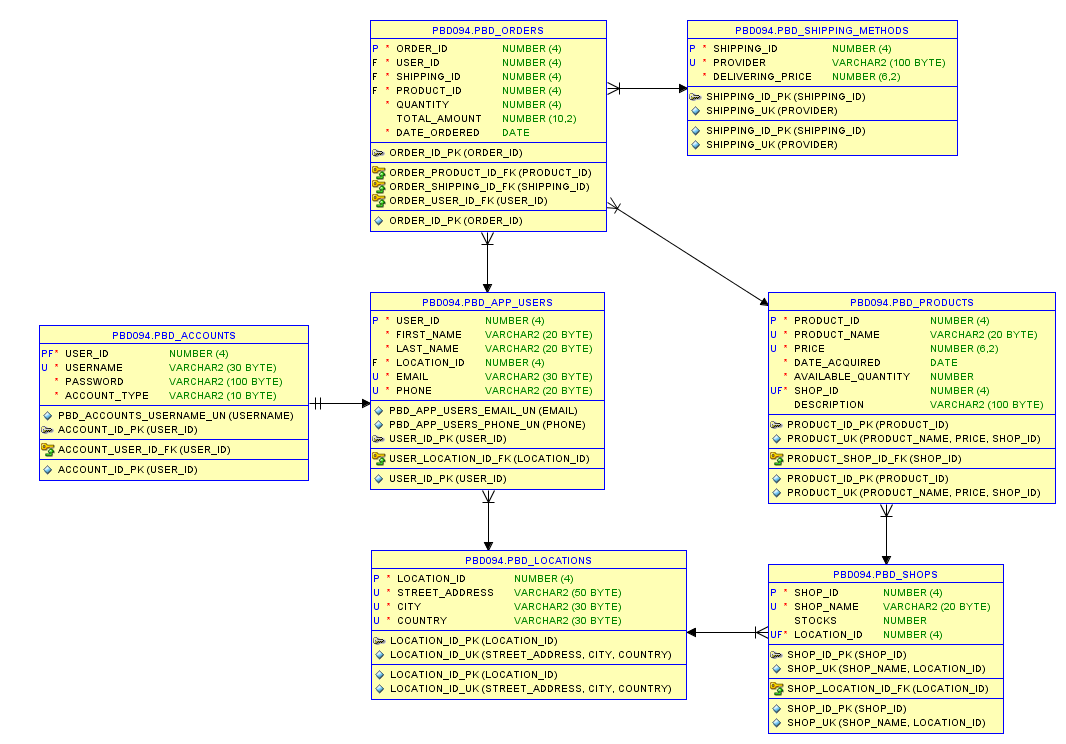 PBD094.PBD_ORDERS
P * ORDER_ID NUMBER (4)
F * USER_ID NUMBER (4)
F * SHIPPING_ID NUMBER (4)
F * PRODUCT_ID NUMBER (4)
* QUANTITY NUMBER (4)
TOTAL_AMOUNT NUMBER (10,2)
* DATE_ORDERED DATE
ORDER_ID_PK (ORDER_ID)
ORDER_PRODUCT_ID_FK (PRODUCT_ID)
ORDER_SHIPPING_ID_FK (SHIPPING_ID)
ORDER_USER_ID_FK (USER_ID)
ORDER_ID_PK (ORDER_ID)
PBD094.PBD_SHIPPING_METHODS
P * SHIPPING_ID NUMBER (4)
U * PROVIDER VARCHAR2 (100 BYTE)
* DELIVERING_PRICE NUMBER (6,2)
SHIPPING_ID_PK (SHIPPING_ID)
SHIPPING_UK (PROVIDER)
SHIPPING_ID_PK (SHIPPING_ID)
SHIPPING_UK (PROVIDER)
PBD094.PBD_ACCOUNTS
PF* USER_ID NUMBER (4)
U * USERNAME VARCHAR2 (30 BYTE)
* PASSWORD VARCHAR2 (100 BYTE)
* ACCOUNT_TYPE VARCHAR2 (10 BYTE)
PBD_ACCOUNTS_USERNAME_UN (USERNAME)
ACCOUNT_ID_PK (USER_ID)
ACCOUNT_USER_ID_FK (USER_ID)
ACCOUNT_ID_PK (USER_ID)
PBD094.PBD_APP_USERS
P * USER_ID NUMBER (4)
* FIRST_NAME VARCHAR2 (20 BYTE)
* LAST_NAME VARCHAR2 (20 BYTE)
F * LOCATION_ID NUMBER (4)
U * EMAIL VARCHAR2 (30 BYTE)
U * PHONE VARCHAR2 (20 BYTE)
PBD_APP_USERS_EMAIL_UN (EMAIL)
PBD_APP_USERS_PHONE_UN (PHONE)
USER_ID_PK (USER_ID)
USER_LOCATION_ID_FK (LOCATION_ID)
USER_ID_PK (USER_ID)
PBD094.PBD_PRODUCTS
P * PRODUCT_ID NUMBER (4)
U * PRODUCT_NAME VARCHAR2 (20 BYTE)
U * PRICE NUMBER (6,2)
* DATE_ACQUIRED DATE
* AVAILABLE_QUANTITY NUMBER
UF* SHOP_ID NUMBER (4)
DESCRIPTION VARCHAR2 (100 BYTE)
PRODUCT_ID_PK (PRODUCT_ID)
PRODUCT_UK (PRODUCT_NAME, PRICE, SHOP_ID)
PRODUCT_SHOP_ID_FK (SHOP_ID)
PRODUCT_ID_PK (PRODUCT_ID)
PRODUCT_UK (PRODUCT_NAME, PRICE, SHOP_ID)
PBD094.PBD_LOCATIONS
P * LOCATION_ID NUMBER (4)
U * STREET_ADDRESS VARCHAR2 (50 BYTE)
U * CITY VARCHAR2 (30 BYTE)
U * COUNTRY VARCHAR2 (30 BYTE)
LOCATION_ID_PK (LOCATION_ID)
LOCATION_ID_UK (STREET_ADDRESS, CITY, COUNTRY)
LOCATION_ID_PK (LOCATION_ID)
LOCATION_ID_UK (STREET_ADDRESS, CITY, COUNTRY)
PBD094.PBD_SHOPS
P * SHOP_ID NUMBER (4)
U * SHOP_NAME VARCHAR2 (20 BYTE)
STOCKS NUMBER
UF* LOCATION_ID NUMBER (4)
SHOP_ID_PK (SHOP_ID)
SHOP_UK (SHOP_NAME, LOCATION_ID)
SHOP_LOCATION_ID_FK (LOCATION_ID)
SHOP_ID_PK (SHOP_ID)
SHOP_UK (SHOP_NAME, LOCATION_ID)